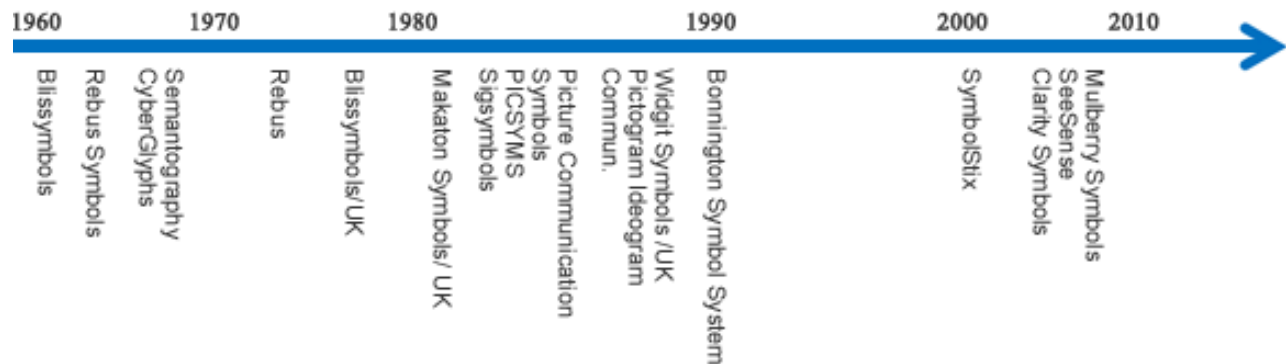 1960
1970
1980
1990
2000
2010
Blissymbols
Rebus Symbols
Semantography
CyberGlyphs
Rebus
Blissymbols/UK
Makaton Symbols/ UK
Picture Communication
Symbols
PICSYMS
Sigsymbols
Widgit Symbols /UK
Pictogram Ideogram
Commun.
Bonnington Symbol System
SymbolStix
Mulberry Symbols
SeeSense
Clarity Symbols